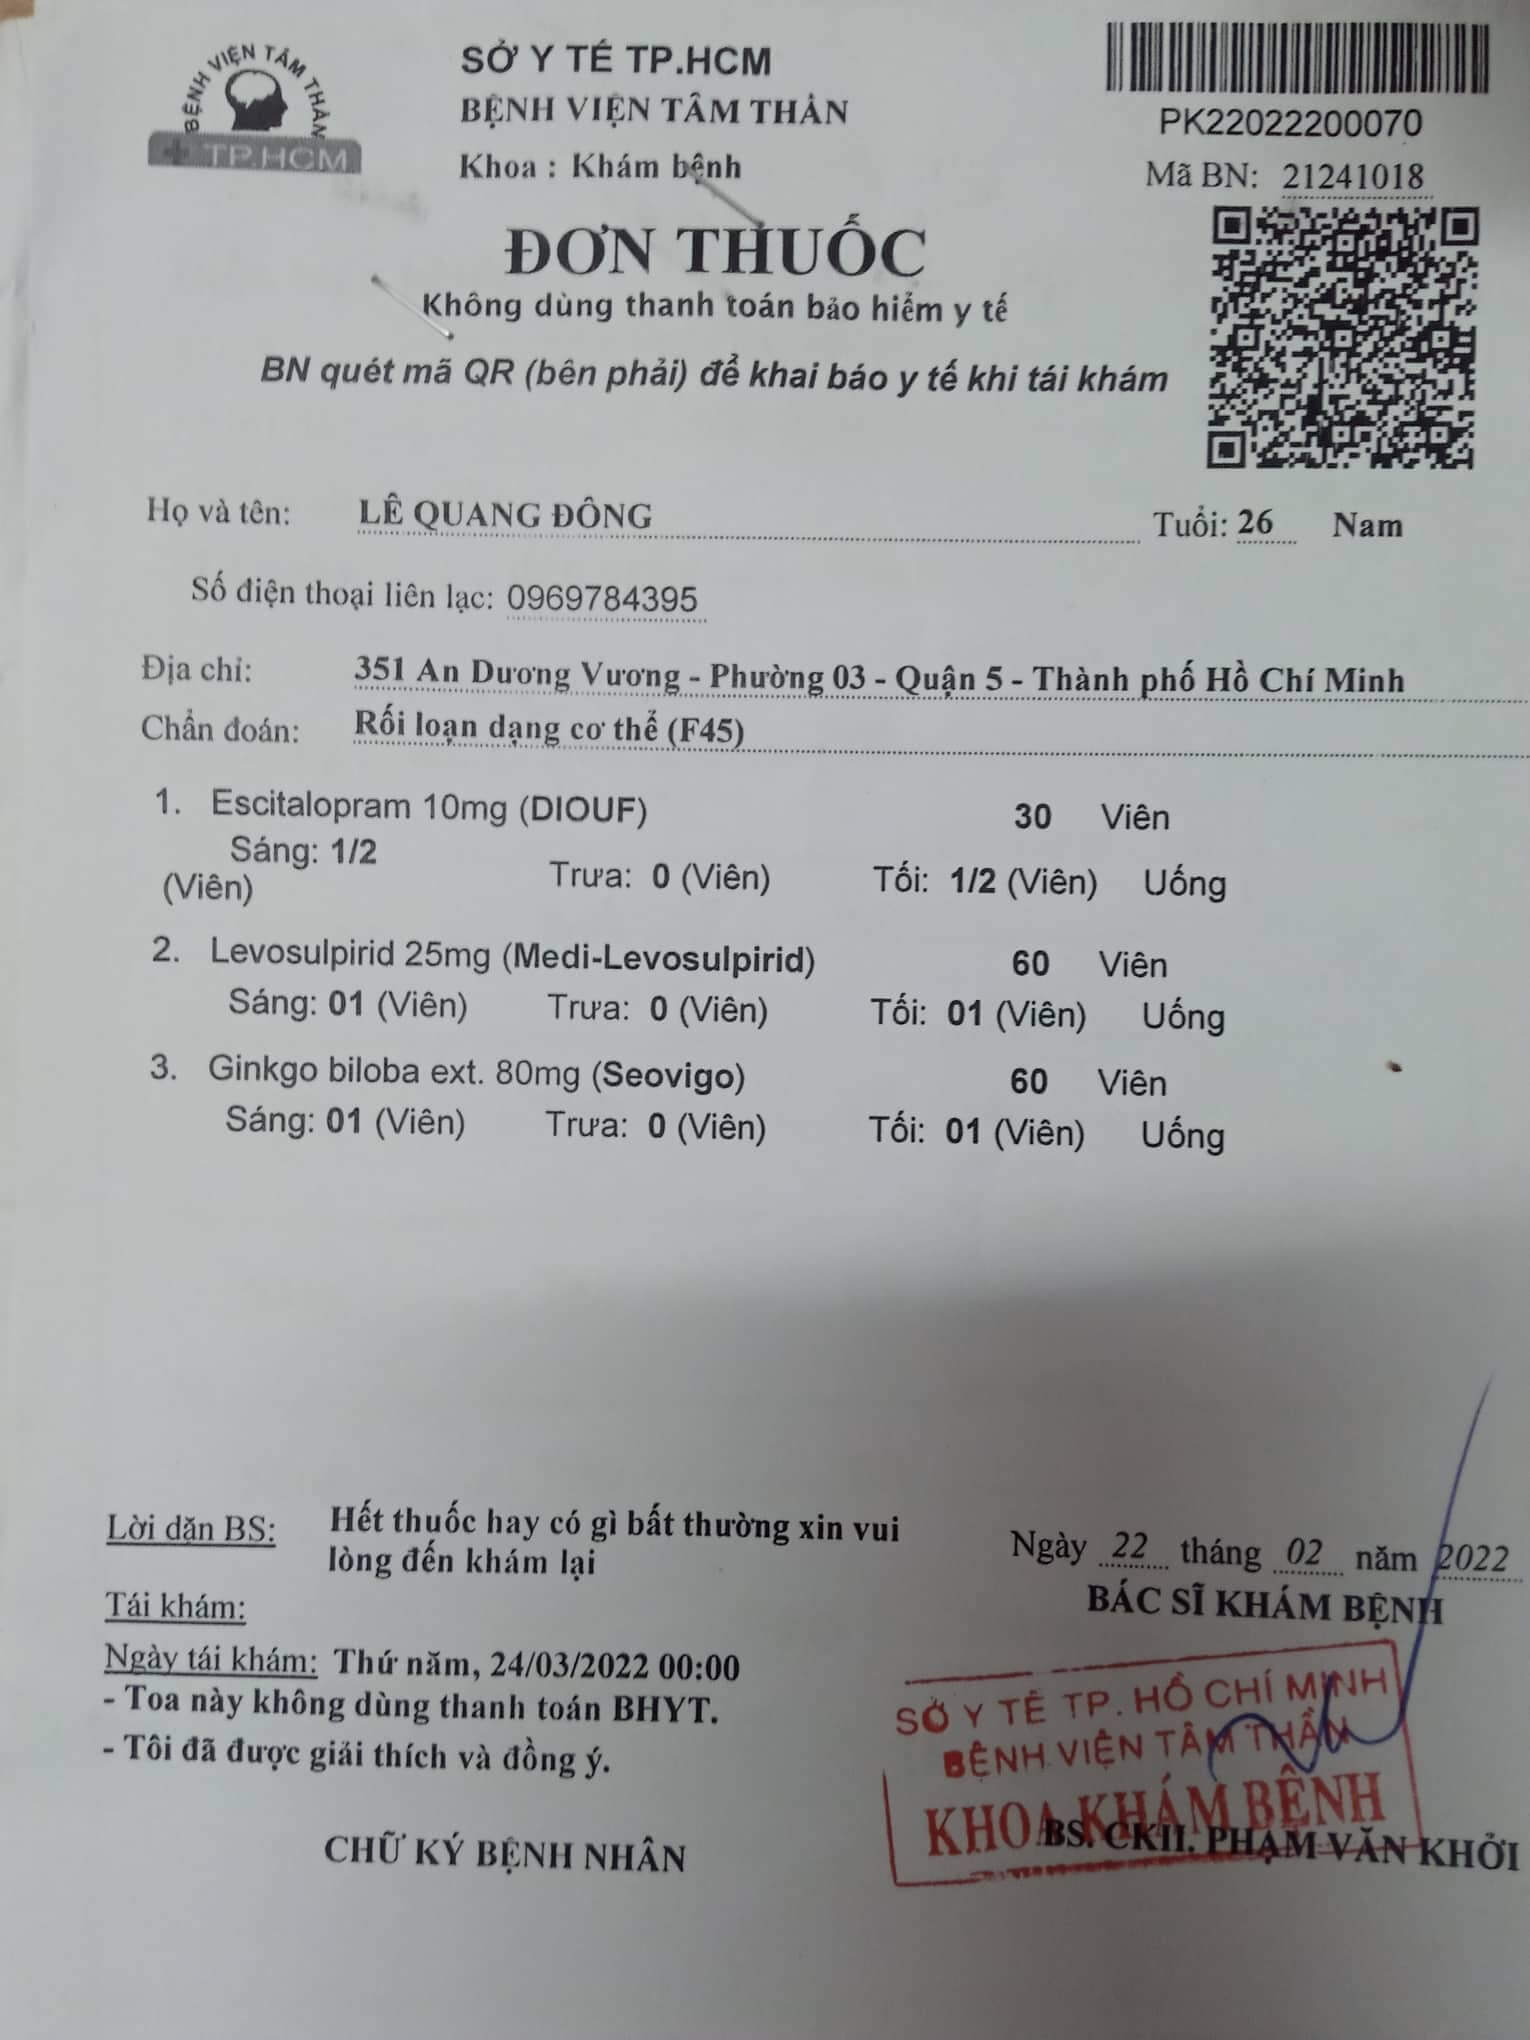 BỆNH VIỆN TÂM THẦN
TP.HCM
SỞ Y TẾ TP.HCM
BỆNH VIỆN TÂM THẦN
Khoa : Khám bệnh
PK22022200070
Mã BN: 21241018
ĐƠN THUỐC
Không dùng thanh toán bảo hiểm y tế
BN quét mã QR (bên phải) để khai báo y tế khi tái khám
Họ và tên: LÊ QUANG ĐÔNG Tuổi: 26 Nam
Số điện thoại liên lạc: 0969784395
Địa chỉ: 351 An Dương Vương - Phường 03 - Quận 5 - Thành phố Hồ Chí Minh
Chẩn đoán: Rối loạn dạng cơ thể (F45)
1. Escitalopram 10mg (DIOUF) 30 Viên
Sáng: 1/2
(Viên) Trưa: 0 (Viên) Tối: 1/2 (Viên) Uống
2. Levosulpirid 25mg (Medi-Levosulpirid) 60 Viên
Sáng: 01 (Viên) Trưa: 0 (Viên) Tối: 01 (Viên) Uống
3. Ginkgo biloba ext. 80mg (Seovigo) 60 Viên
Sáng: 01 (Viên) Trưa: 0 (Viên) Tối: 01 (Viên) Uống
Lời dặn BS: Hết thuốc hay có gì bất thường xin vui
lòng đến khám lại
Ngày 22 tháng 02 năm 2022
BÁC SĨ KHÁM BỆNH
Tái khám:
Ngày tái khám: Thứ năm, 24/03/2022 00:00
- Toa này không dùng thanh toán BHYT.
- Tôi đã được giải thích và đồng ý.
SỞ Y TẾ TP. HỒ CHÍ MINH
BỆNH VIỆN TÂM THẦN
KHOA KHÁM BỆNH
CHỮ KÝ BỆNH NHÂN
BS. CKII. PHẠM VĂN KHỞI